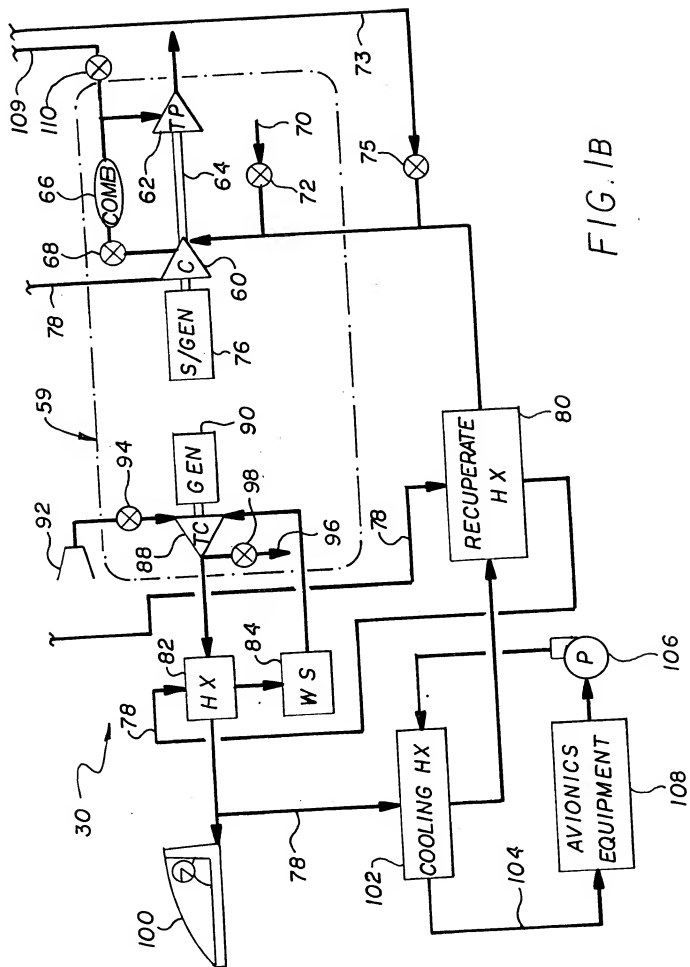 109
110
73
COMB
66
68
TP
62
64
70
72
75
78
C
60
S/GEN
76
59
GEN
90
92
94
TC
88
98
96
78
RECUPERATE
HX
80
HX
82
WS
84
78
30
P
106
COOLING HX
102
78
100
AVIONICS
EQUIPMENT
108
104
FIG. 1B